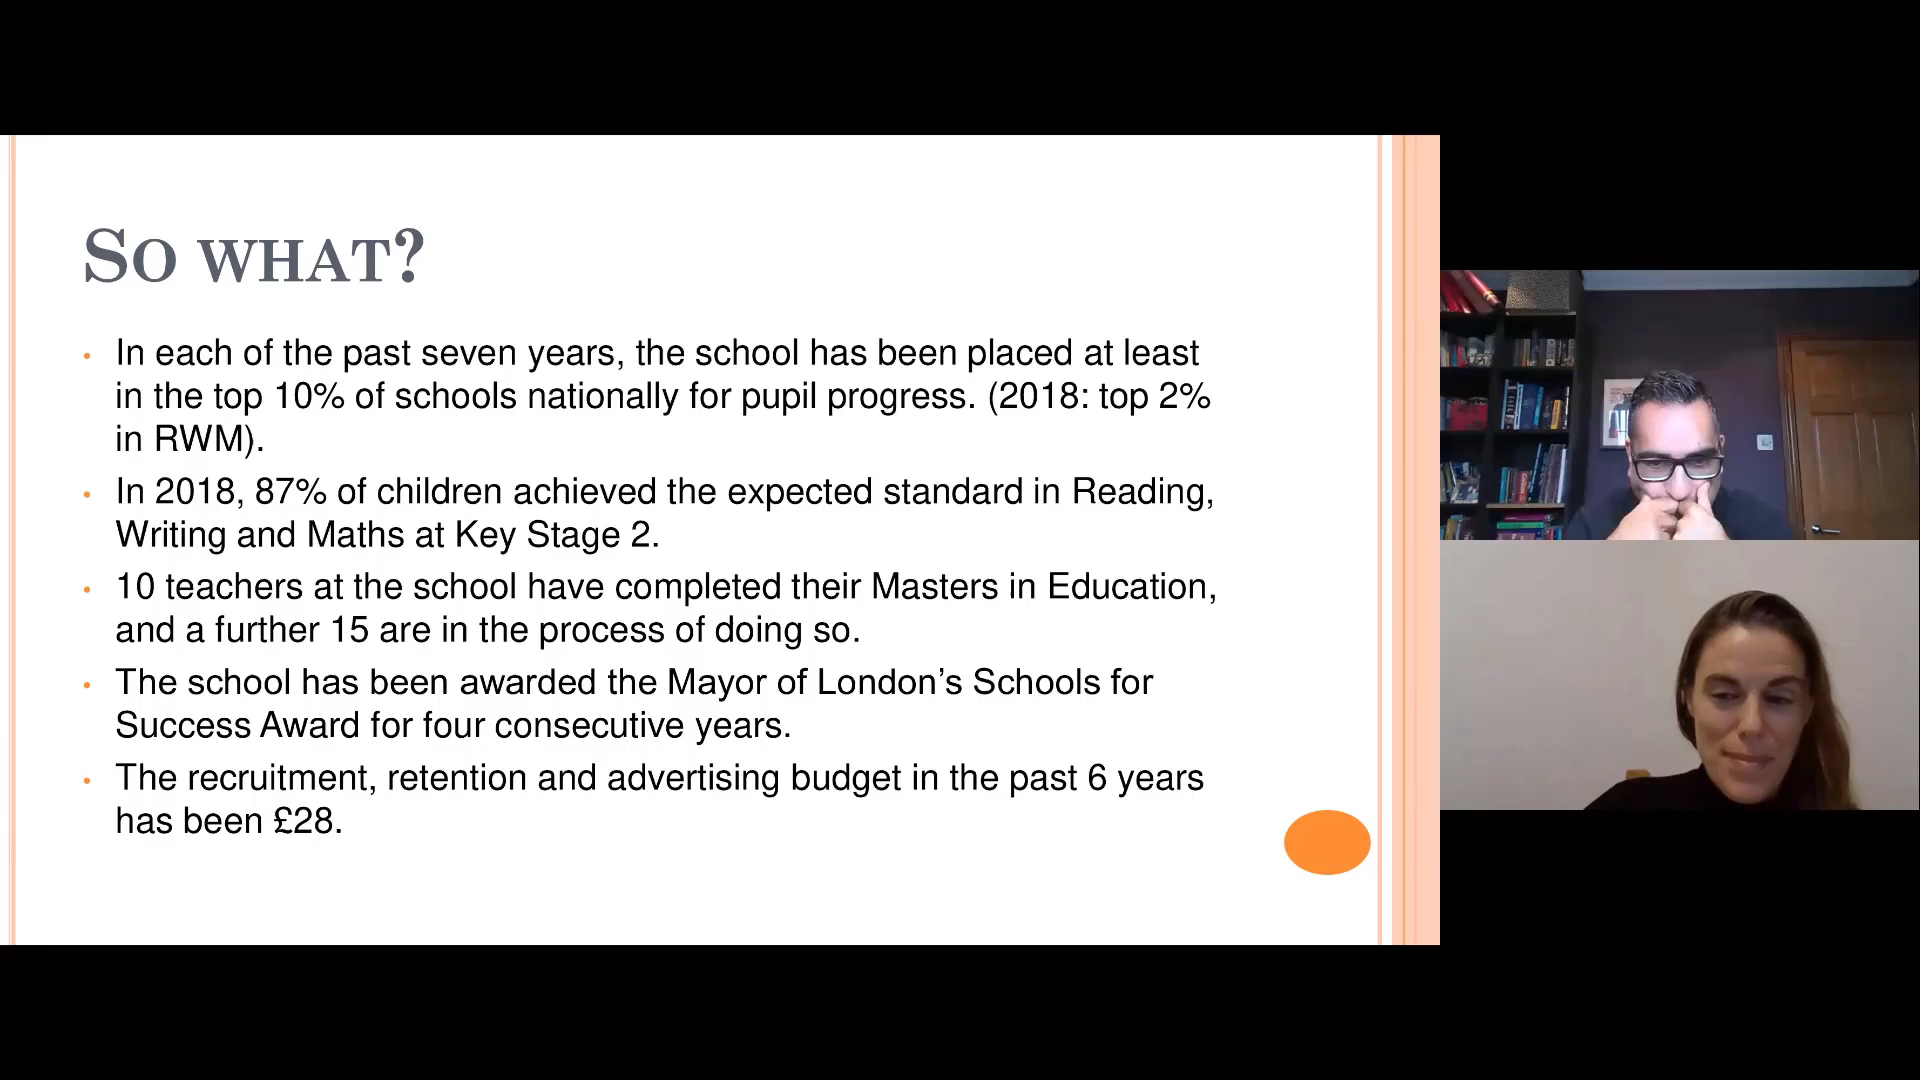 SO WHAT?
• In each of the past seven years, the school has been placed at least
in the top 10% of schools nationally for pupil progress. (2018: top 2%
in RWM).
• In 2018, 87% of children achieved the expected standard in Reading,
Writing and Maths at Key Stage 2.
• 10 teachers at the school have completed their Masters in Education,
and a further 15 are in the process of doing so.
• The school has been awarded the Mayor of London’s Schools for
Success Award for four consecutive years.
• The recruitment, retention and advertising budget in the past 6 years
has been £28.